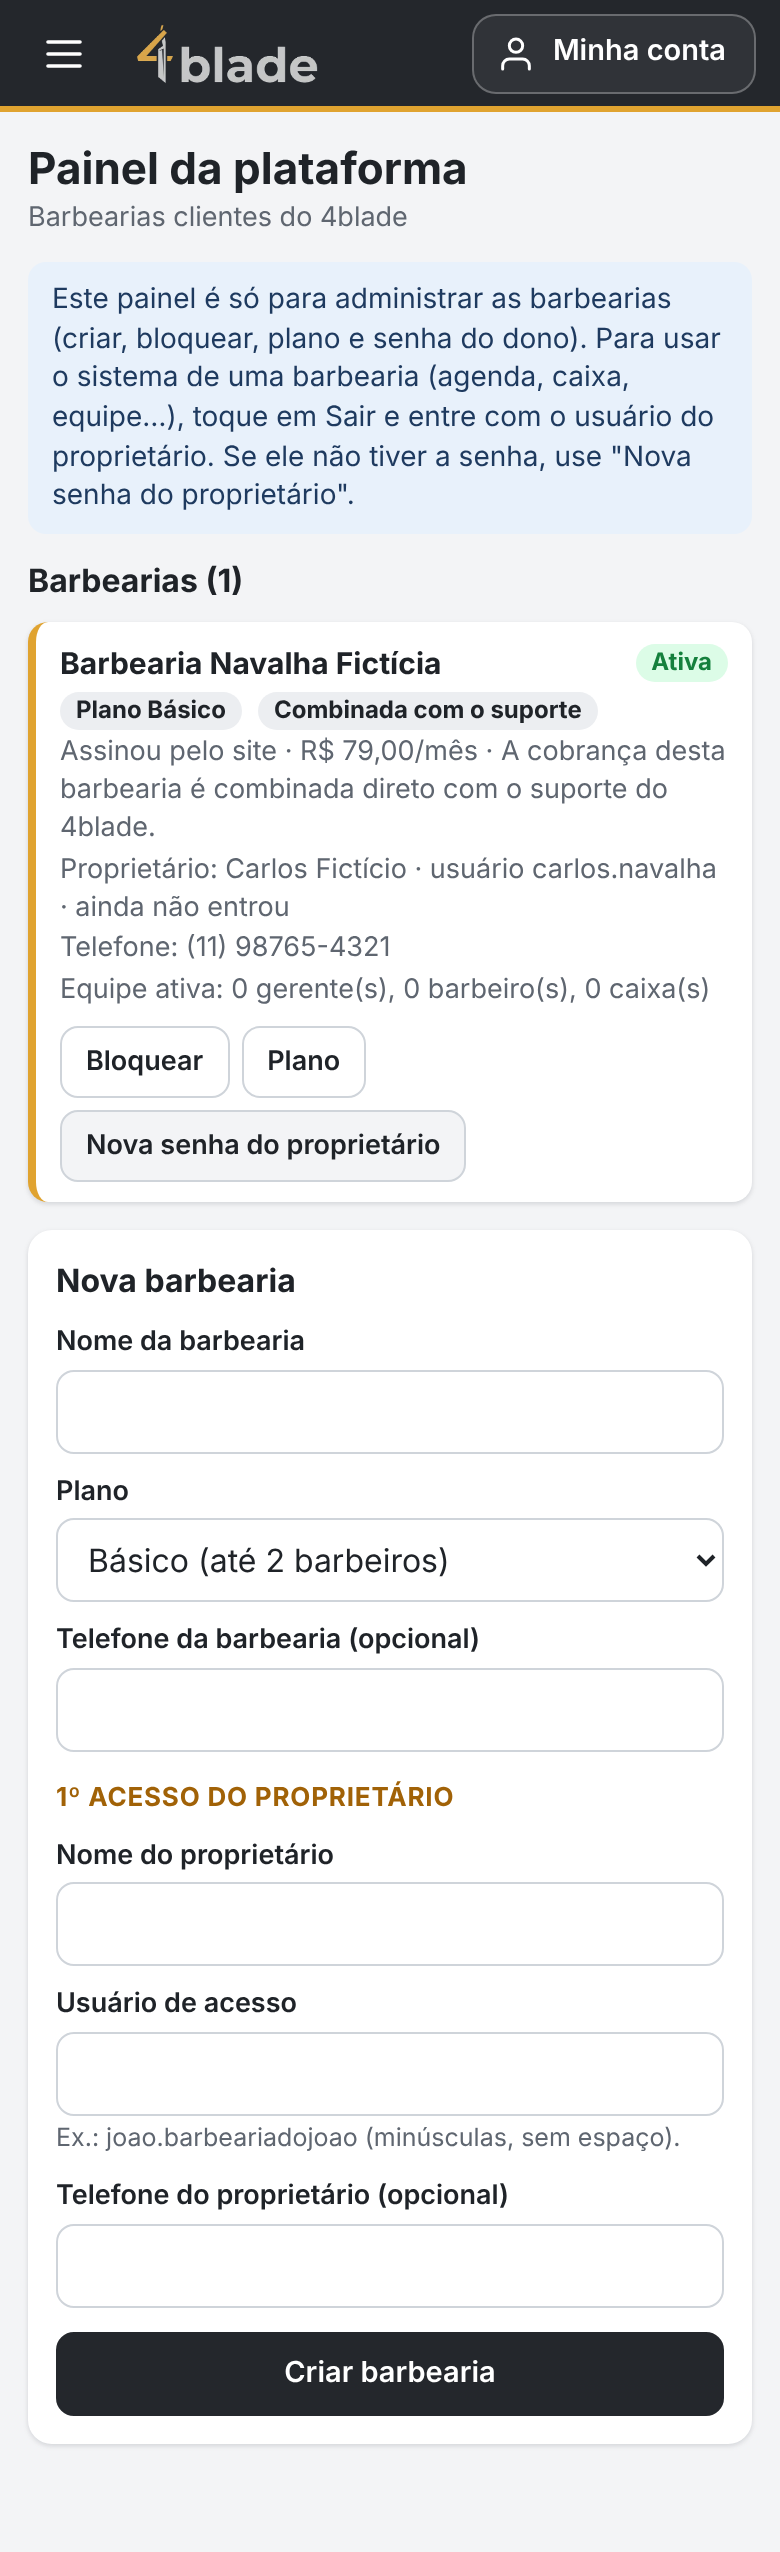 4blade
Minha conta
Painel da plataforma
Barbearias clientes do 4blade
Este painel é só para administrar as barbearias
(criar, bloquear, plano e senha do dono). Para usar
o sistema de uma barbearia (agenda, caixa,
equipe...), toque em Sair e entre com o usuário do
proprietário. Se ele não tiver a senha, use "Nova
senha do proprietário".
Barbearias (1)
Barbearia Navalha Fictícia
Ativa
Plano Básico
Combinada com o suporte
Assinou pelo site · R$ 79,00/mês · A cobrança desta
barbearia é combinada direto com o suporte do
4blade.
Proprietário: Carlos Fictício · usuário carlos.navalha
· ainda não entrou
Telefone: (11) 98765-4321
Equipe ativa: 0 gerente(s), 0 barbeiro(s), 0 caixa(s)
Bloquear
Plano
Nova senha do proprietário
Nova barbearia
Nome da barbearia
Plano
Básico (até 2 barbeiros)
Telefone da barbearia (opcional)
1º ACESSO DO PROPRIETÁRIO
Nome do proprietário
Usuário de acesso
Ex.: joao.barbeariadojoao (minúsculas, sem espaço).
Telefone do proprietário (opcional)
Criar barbearia